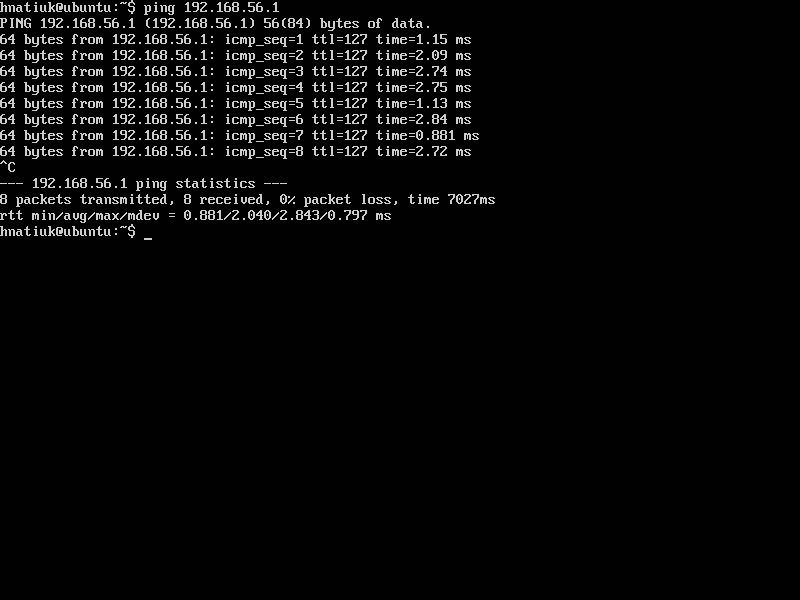 hnatiuk@ubuntu:~$ ping 192.168.56.1
PING 192.168.56.1 (192.168.56.1) 56(84) bytes of data.
64 bytes from 192.168.56.1: icmp_seq=1 ttl=127 time=1.15 ms
64 bytes from 192.168.56.1: icmp_seq=2 ttl=127 time=2.09 ms
64 bytes from 192.168.56.1: icmp_seq=3 ttl=127 time=2.74 ms
64 bytes from 192.168.56.1: icmp_seq=4 ttl=127 time=2.75 ms
64 bytes from 192.168.56.1: icmp_seq=5 ttl=127 time=1.13 ms
64 bytes from 192.168.56.1: icmp_seq=6 ttl=127 time=2.84 ms
64 bytes from 192.168.56.1: icmp_seq=7 ttl=127 time=0.881 ms
64 bytes from 192.168.56.1: icmp_seq=8 ttl=127 time=2.72 ms
^C
--- 192.168.56.1 ping statistics ---
8 packets transmitted, 8 received, 0% packet loss, time 7027ms
rtt min/avg/max/mdev = 0.881/2.040/2.843/0.797 ms
hnatiuk@ubuntu:~$ _